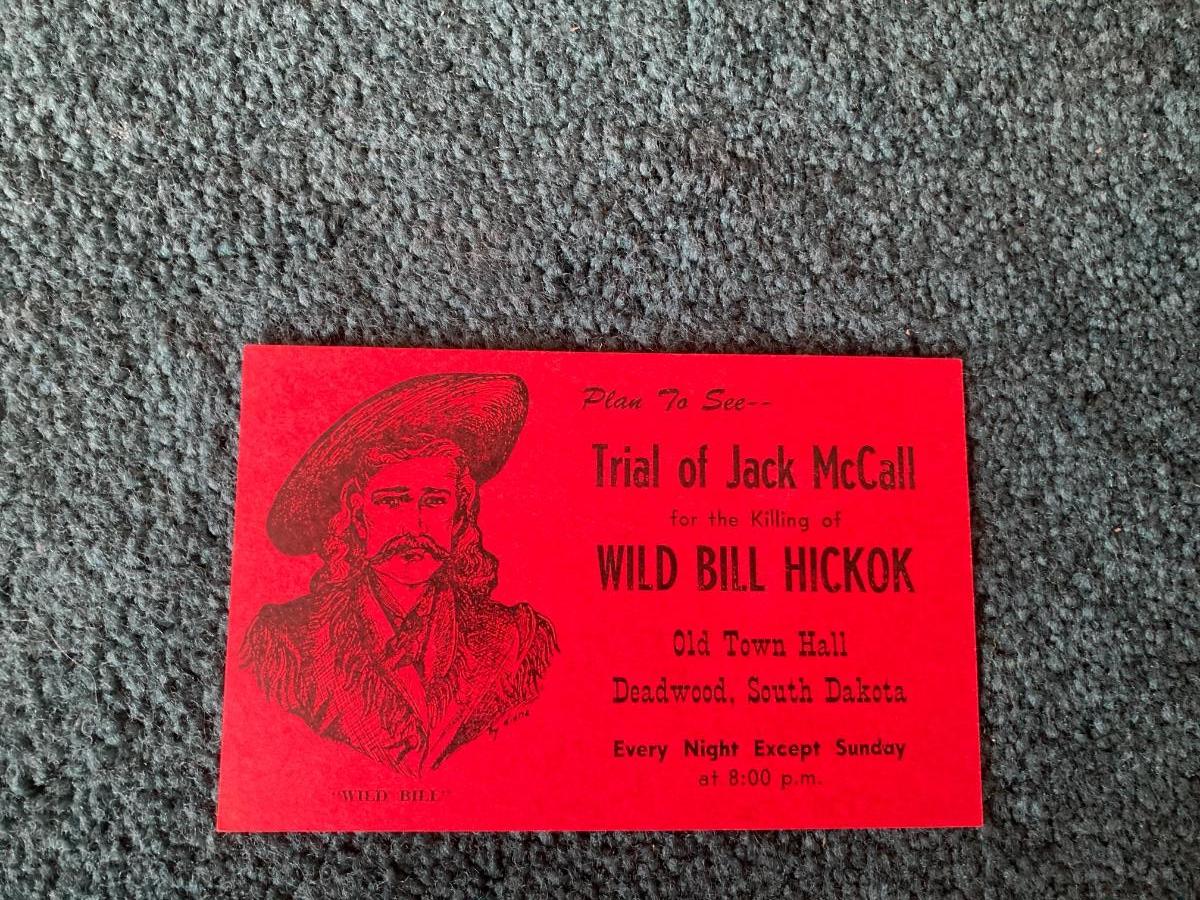 Plan To See--
Trial of Jack McCall
for the Killing of
WILD BILL HICKOK
Old Town Hall
Deadwood, South Dakota
Every Night Except Sunday
at 8:00 p.m.
"WILD BILL"